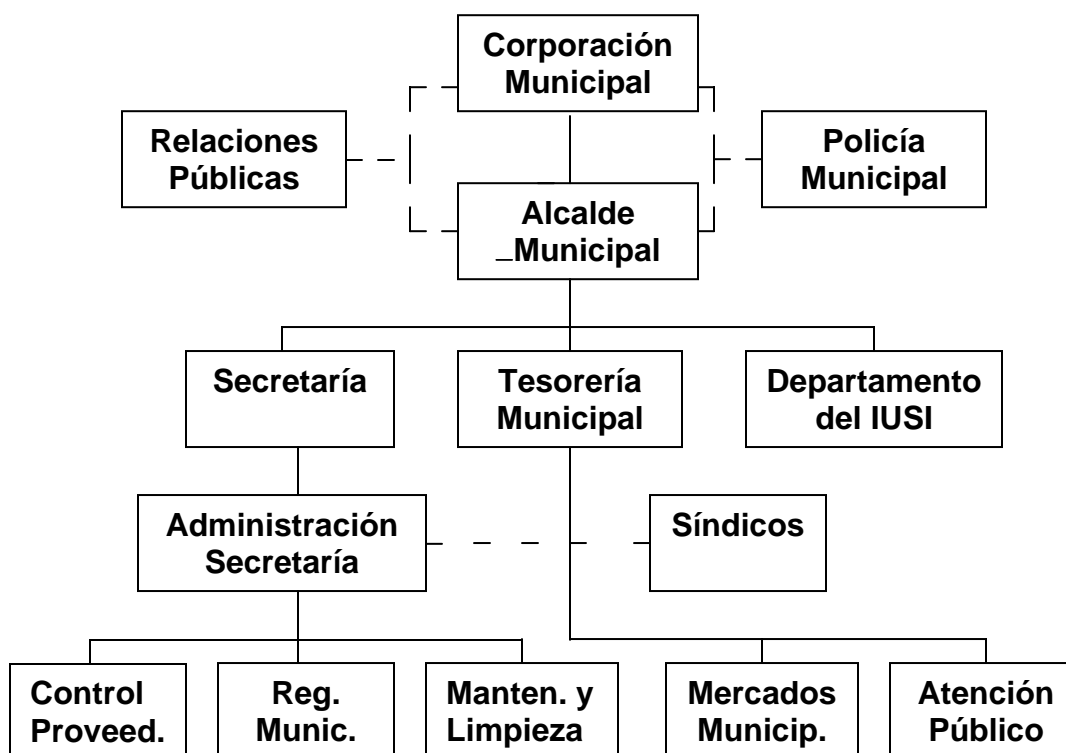 Corporación
Municipal
Relaciones
Públicas
Policía
Municipal
Alcalde
Municipal
Secretaría
Tesorería
Municipal
Departamento
del IUSI
Administración
Secretaría
Síndicos
Control
Proveed.
Reg.
Munic.
Manten. y
Limpieza
Mercados
Municip.
Atención
Público